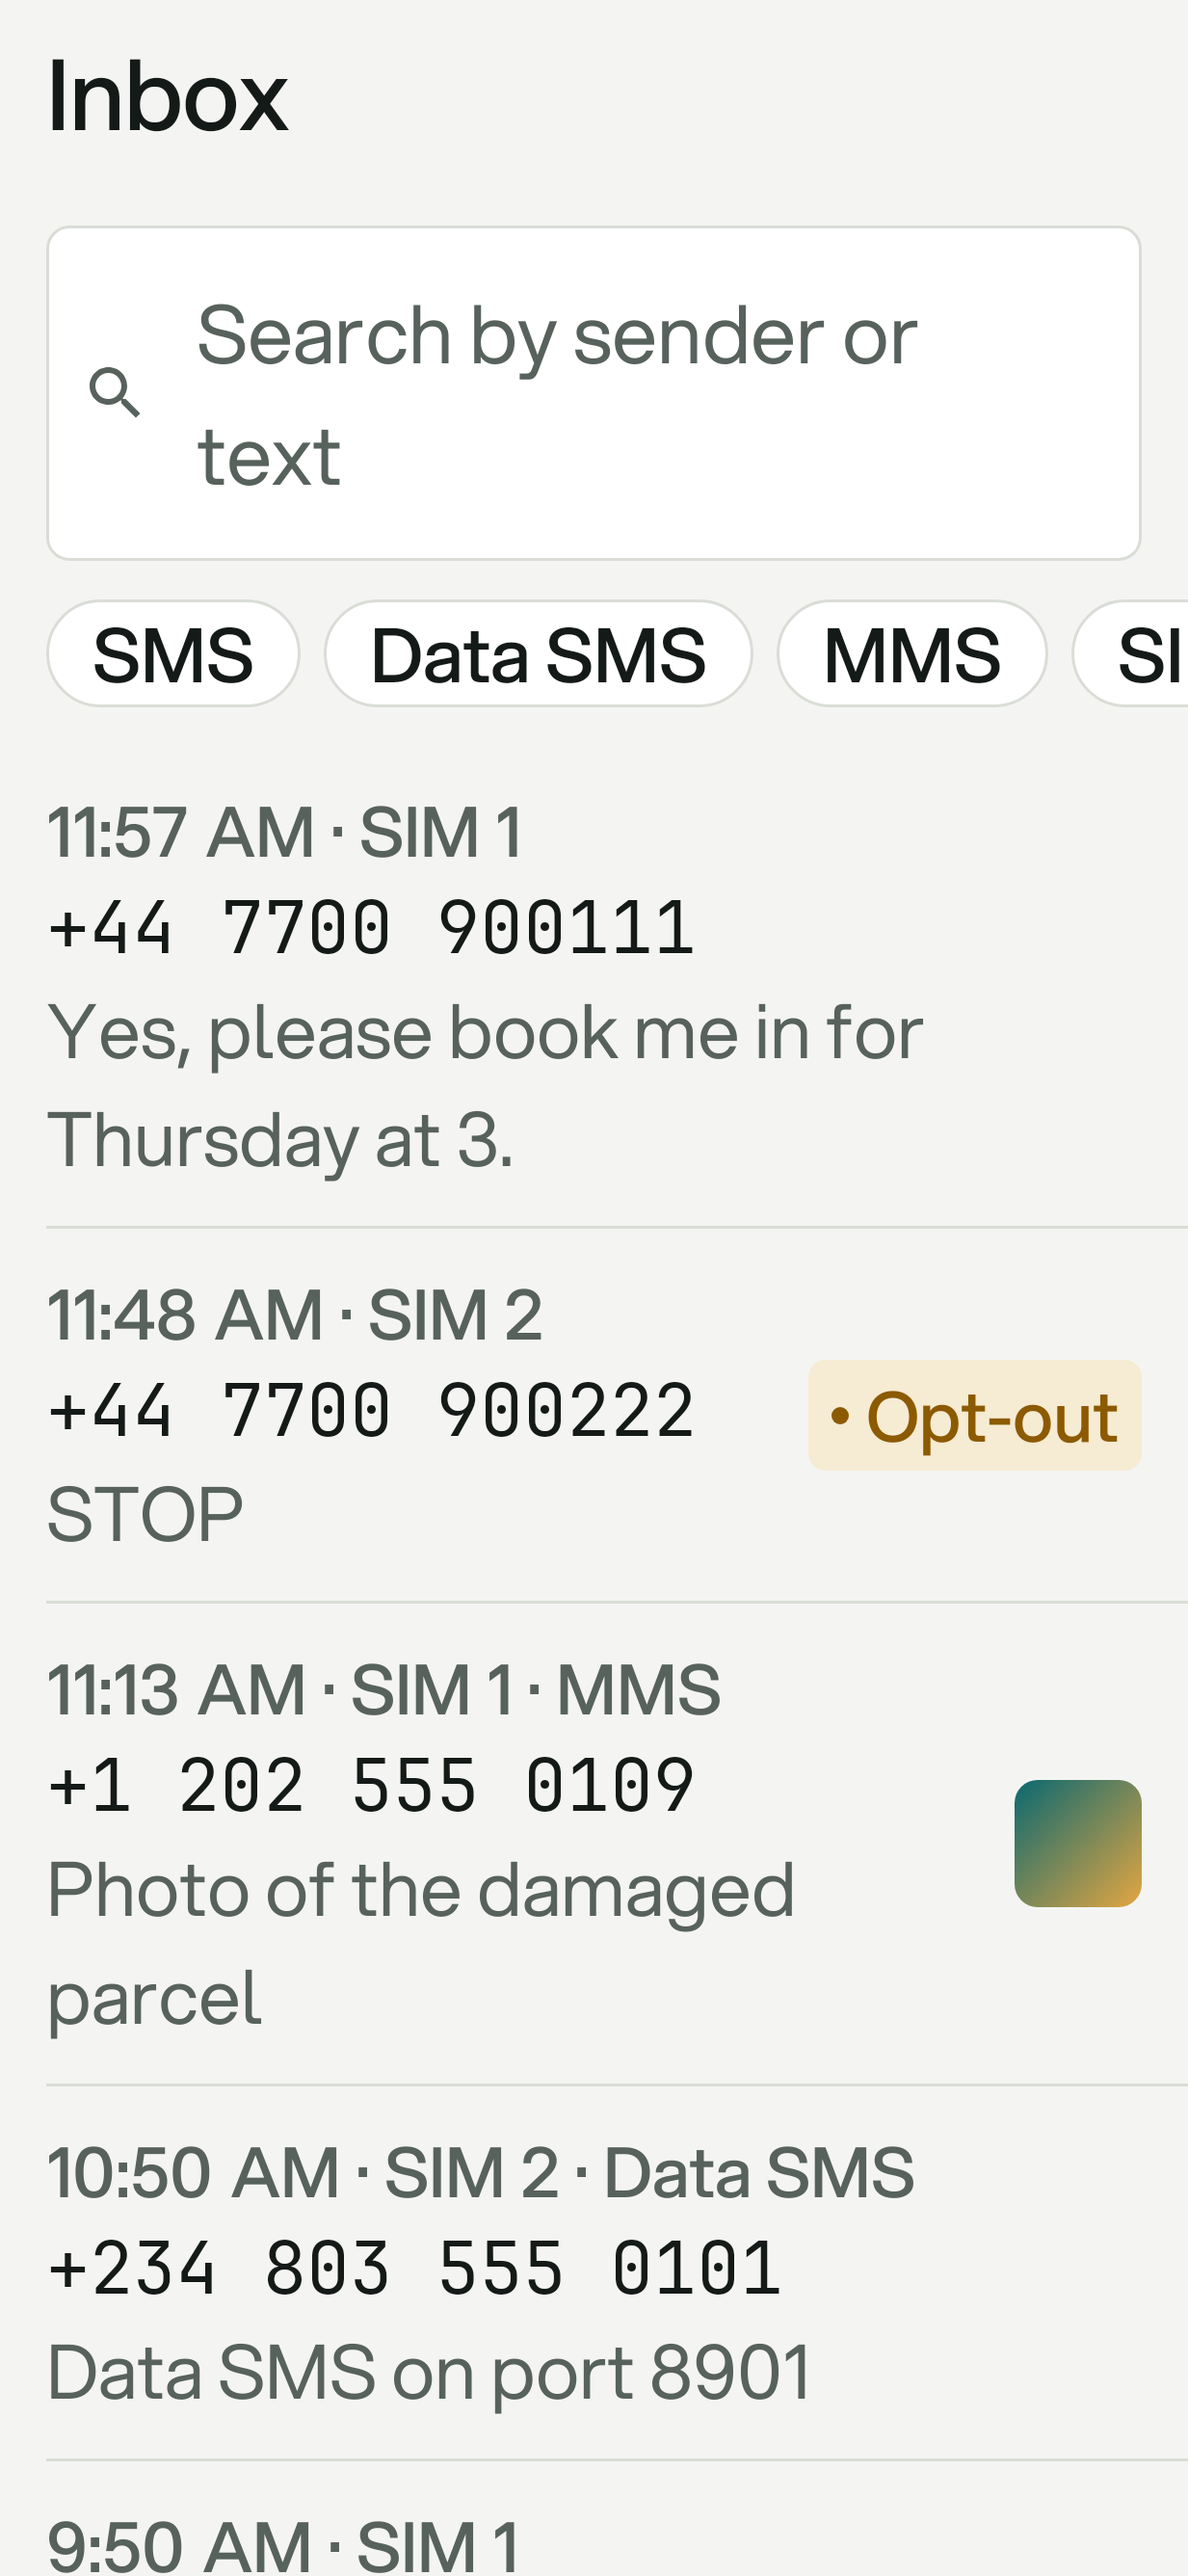 Inbox
Search by sender or
text
SMS
Data SMS
MMS
SI
11:57 AM · SIM 1
+44 7700 900111
Yes, please book me in for
Thursday at 3.
11:48 AM · SIM 2
+44 7700 900222
• Opt-out
STOP
11:13 AM · SIM 1 · MMS
+1 202 555 0109
Photo of the damaged
parcel
10:50 AM · SIM 2 · Data SMS
+234 803 555 0101
Data SMS on port 8901
9:50 AM · SIM 1